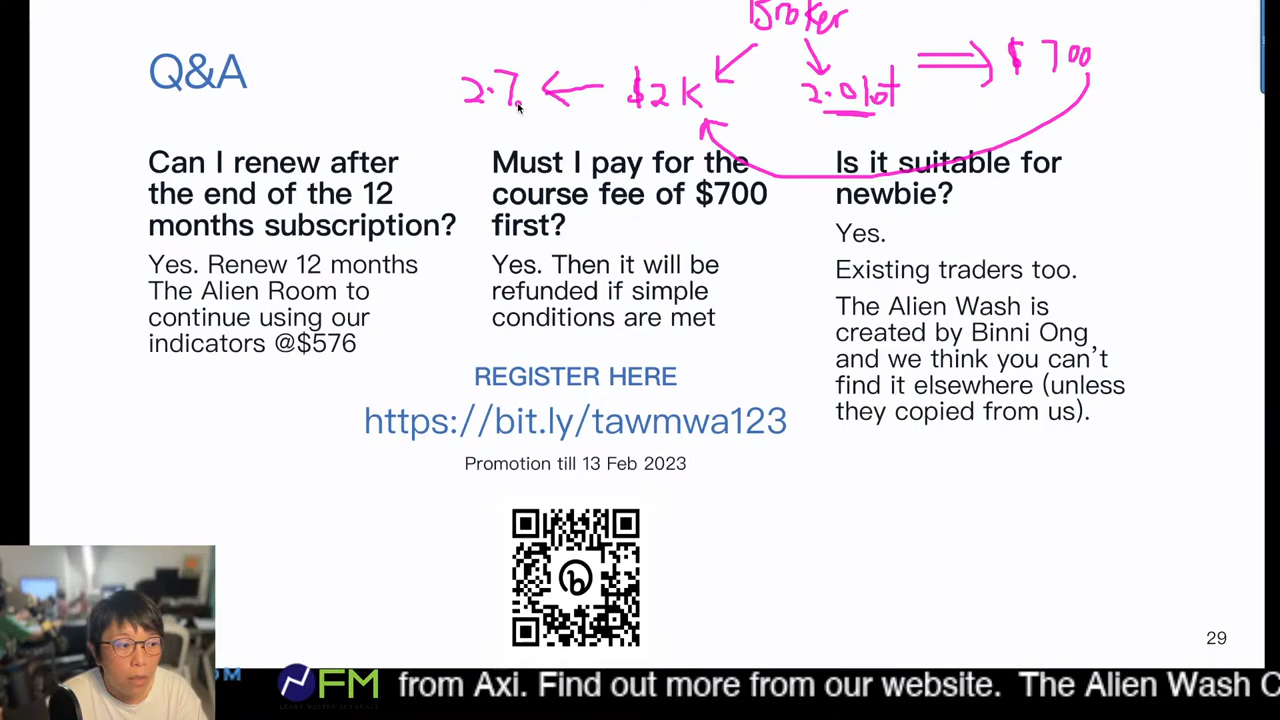 Broker
Q&A
2.7 ← $2K 2.0 lot ⇒ $700
Can I renew after
the end of the 12
months subscription?
Yes. Renew 12 months
The Alien Room to
continue using our
indicators @$576
Must I pay for the
course fee of $700
first?
Yes. Then it will be
refunded if simple
conditions are met
Is it suitable for
newbie?
Yes.
Existing traders too.
The Alien Wash is
created by Binni Ong
and we think you can't
find it elsewhere (unless
they copied from us).
REGISTER HERE
https://bit.ly/tawmwa123
Promotion till 13 Feb 2023
29
FM
from Axi. Find out more from our website. The Alien Wash C